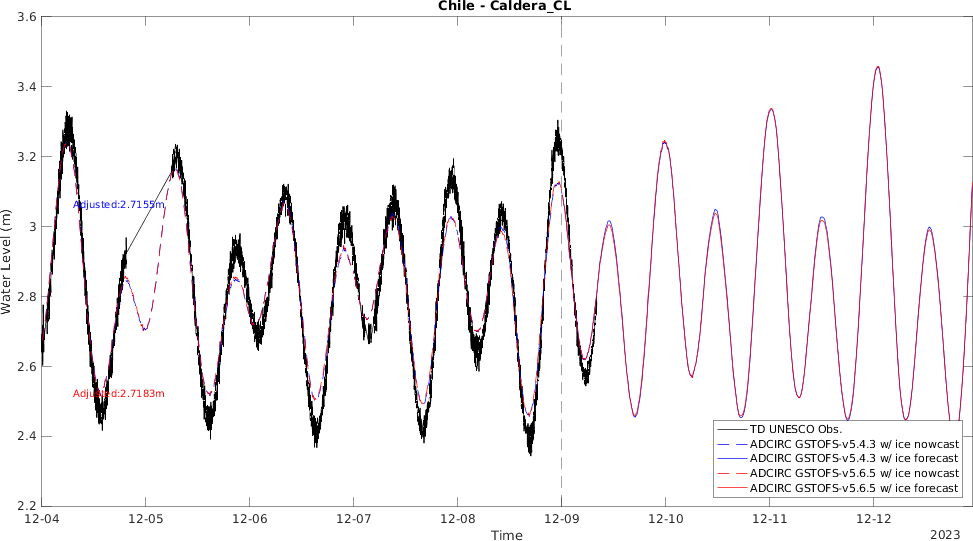 Chile - Caldera_CL
3.6
3.4
3.2
3
2.8
2.6
2.4
2.2
Water Level (m)
Adjusted:2.7155m
Adjusted:2.7183m
TD UNESCO Obs.
ADCIRC GSTOFS-v5.4.3 w/ ice nowcast
ADCIRC GSTOFS-v5.4.3 w/ ice forecast
ADCIRC GSTOFS-v5.6.5 w/ ice nowcast
ADCIRC GSTOFS-v5.6.5 w/ ice forecast
12-04 12-05 12-06 12-07 12-08 12-09 12-10 12-11 12-12
Time
2023